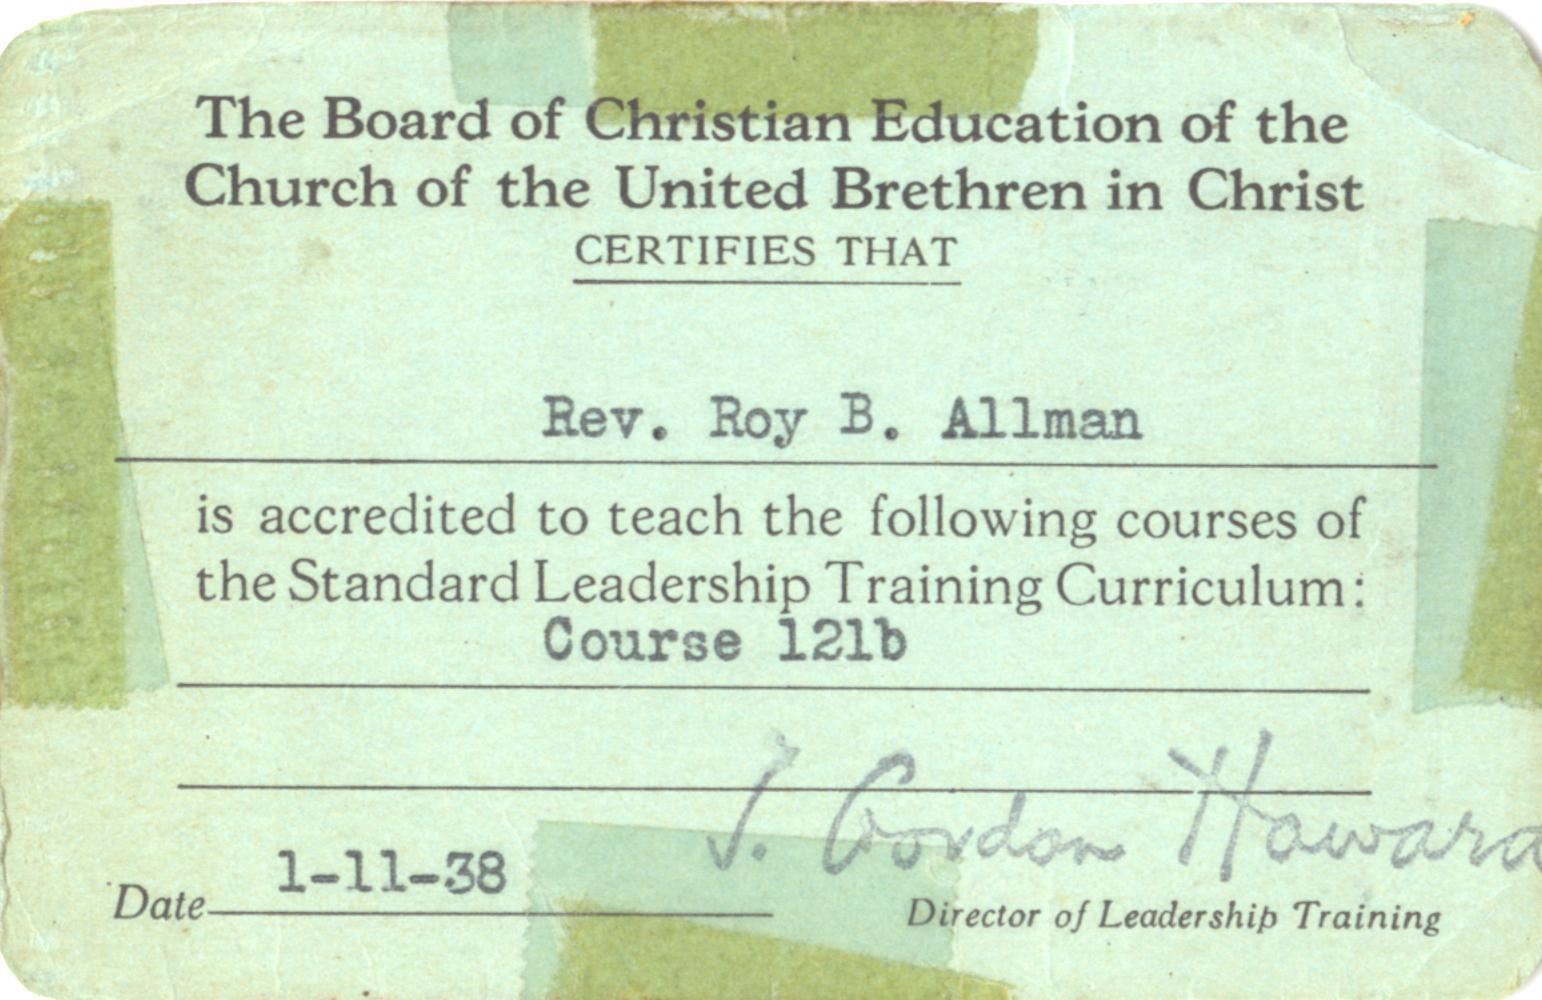 The Board of Christian Education of the
Church of the United Brethren in Christ
CERTIFIES THAT
Rev. Roy B. Allman
is accredited to teach the following courses of
the Standard Leadership Training Curriculum:
Course 121b
J. Gordon Howard
Date 1-11-38
Director of Leadership Training